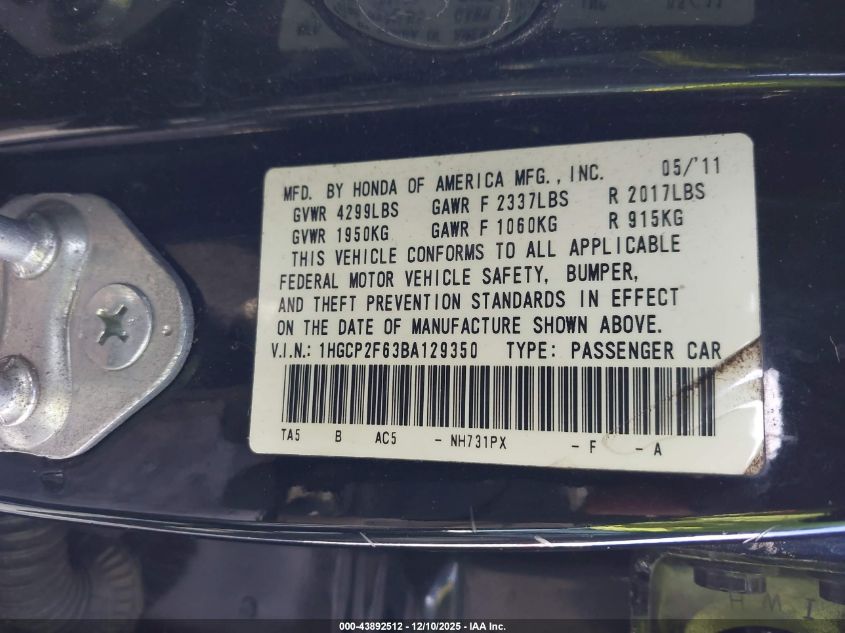 MFD. BY HONDA OF AMERICA MFG., INC. 05/'11
GVWR 4299LBS GAWR F 2337LBS R 2017LBS
GVWR 1950KG GAWR F 1060KG R 915KG
THIS VEHICLE CONFORMS TO ALL APPLICABLE
FEDERAL MOTOR VEHICLE SAFETY, BUMPER,
AND THEFT PREVENTION STANDARDS IN EFFECT
ON THE DATE OF MANUFACTURE SHOWN ABOVE.
V.I.N.: 1HGCP2F63BA129350 TYPE: PASSENGER CAR
TA5 B AC5 - NH731PX - F - A
H M I
000-43892512 - 12/10/2025 - IAA Inc.